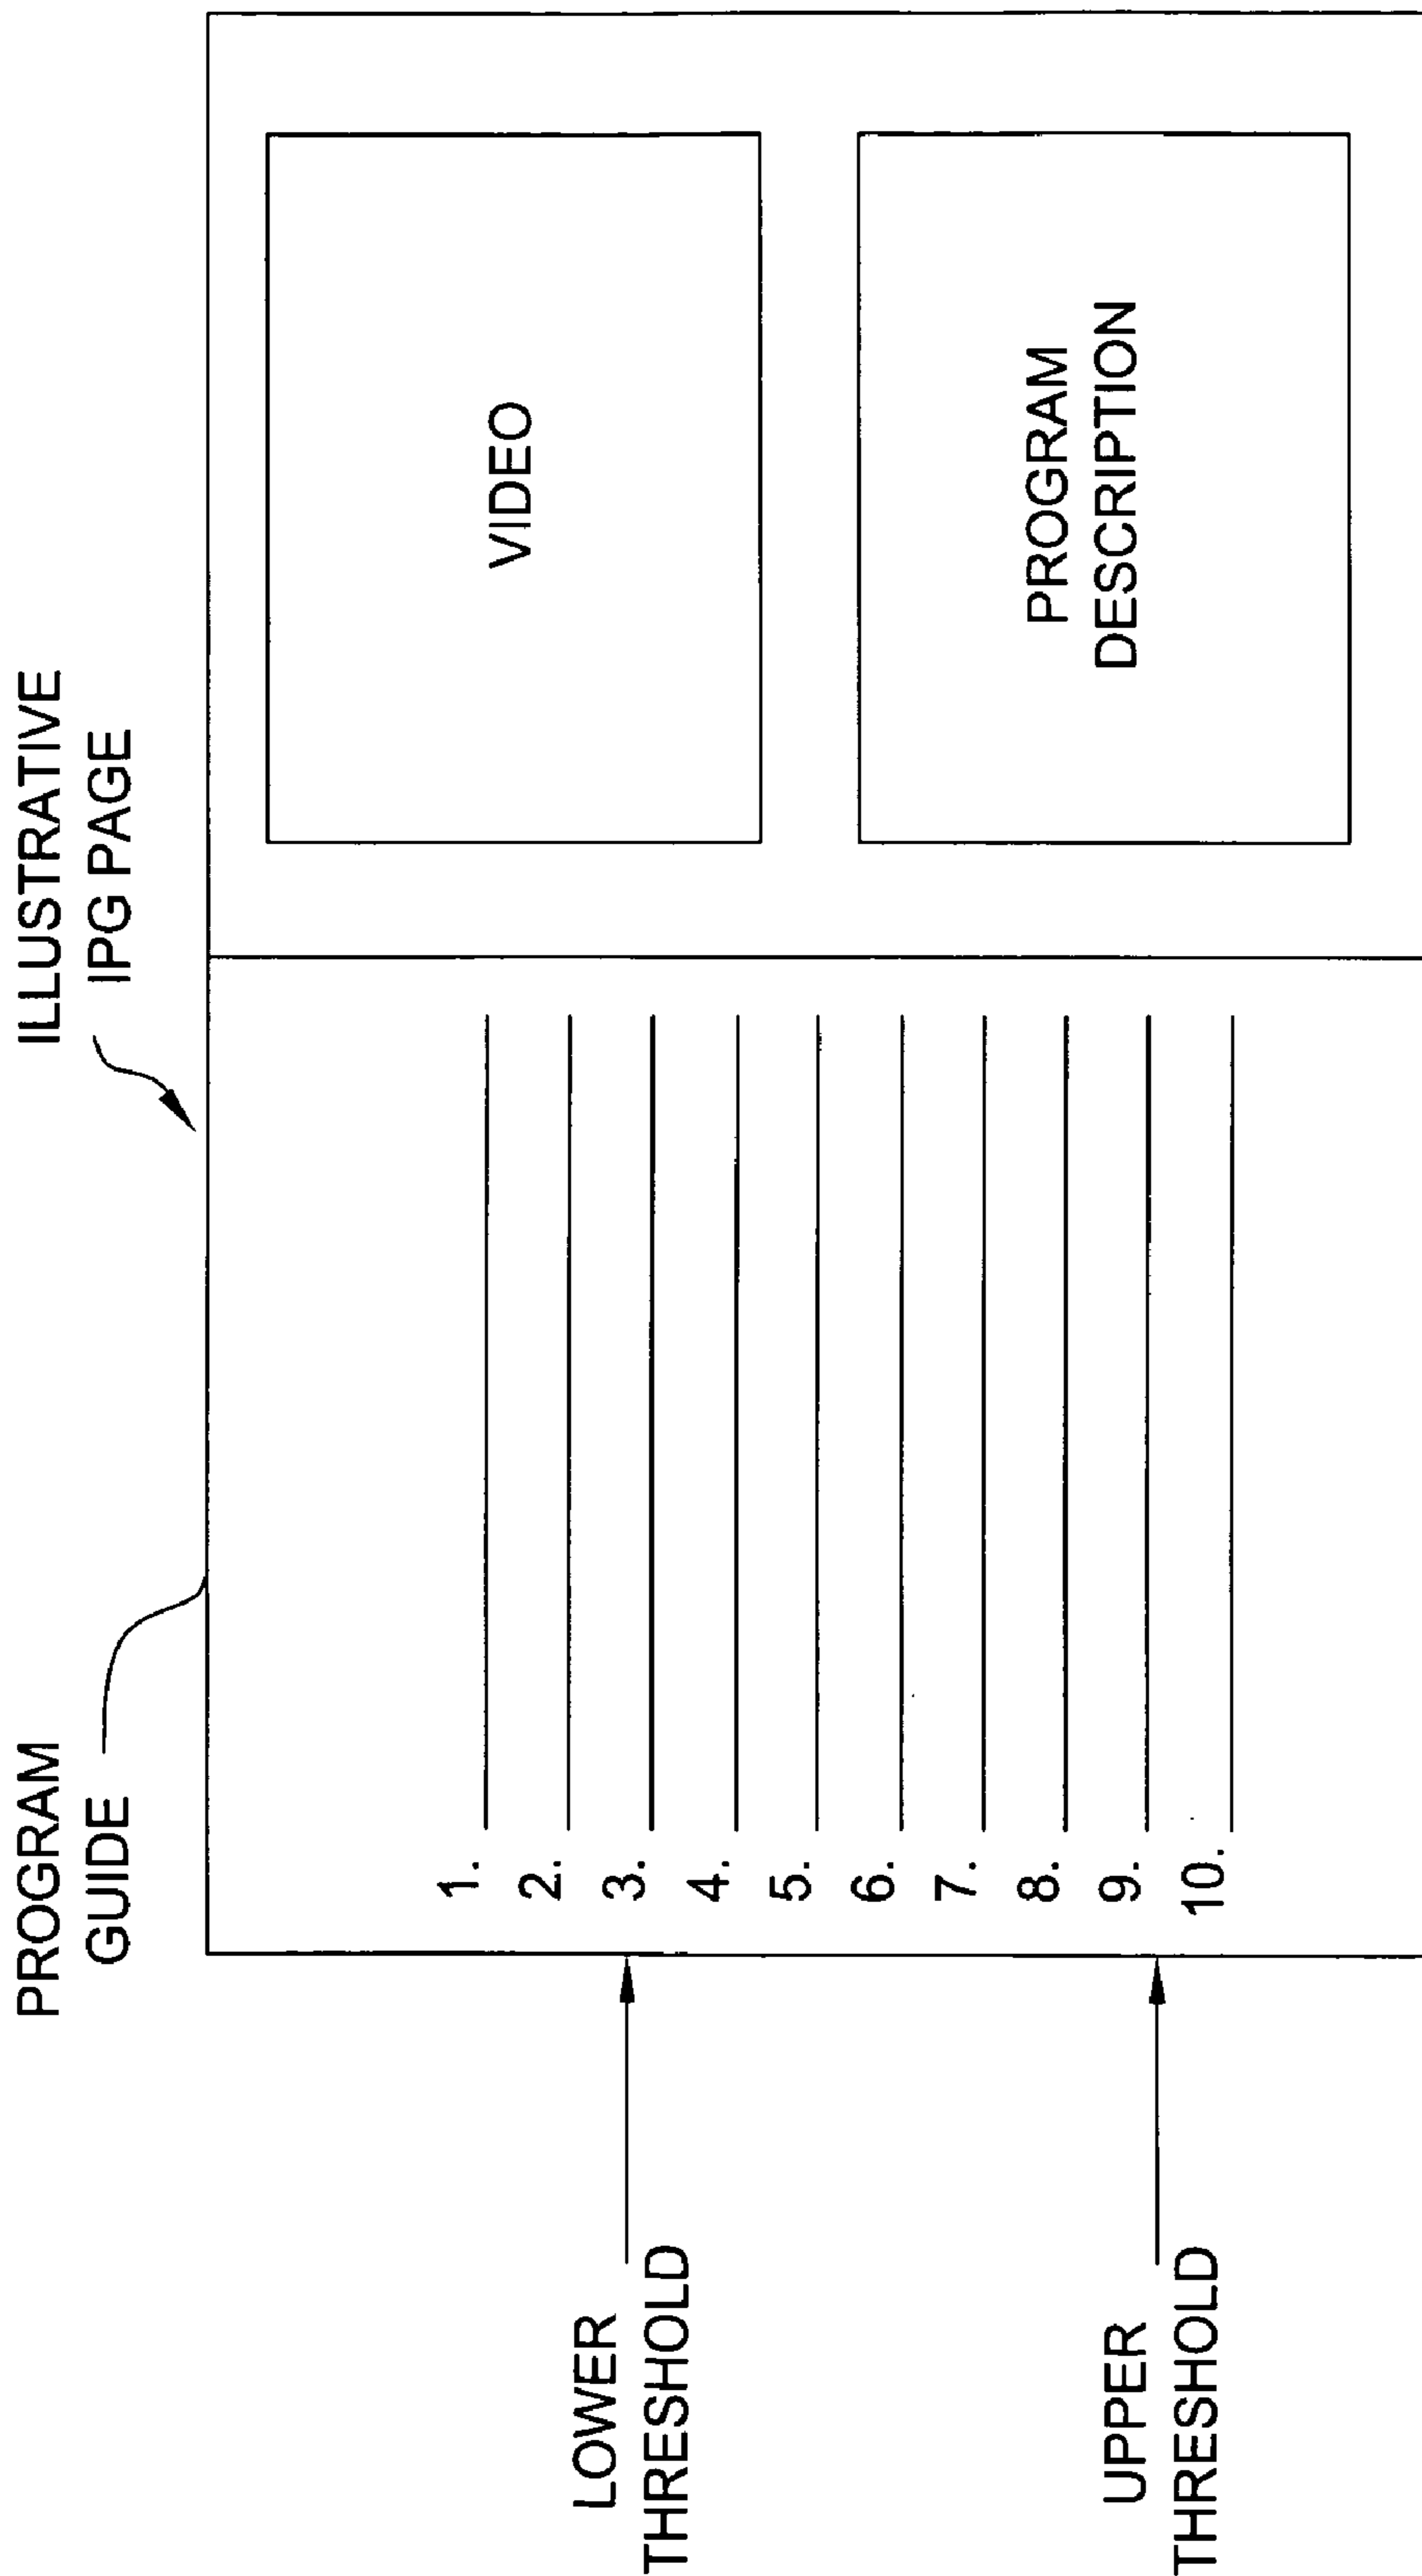 PROGRAM
GUIDE
ILLUSTRATIVE
IPG PAGE
LOWER
THRESHOLD
UPPER
THRESHOLD
1.
2.
3.
4.
5.
6.
7.
8.
9.
10.
VIDEO
PROGRAM
DESCRIPTION